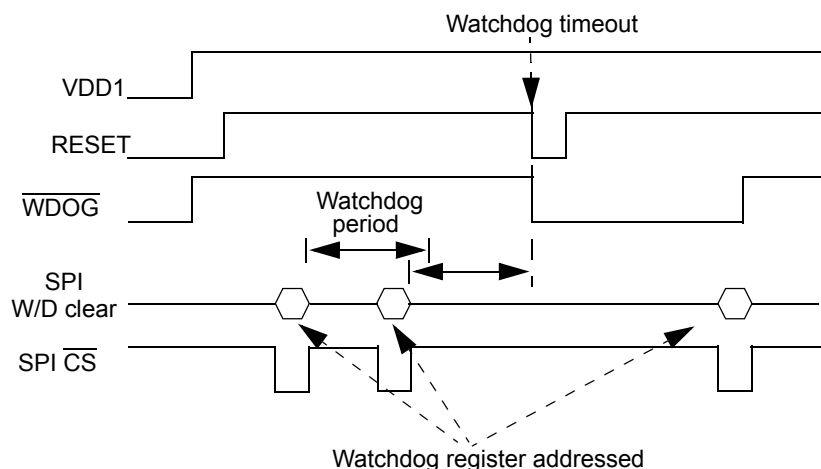 Watchdog timeout
VDD1
RESET
WDOG
Watchdog
period
SPI
W/D clear
SPI CS
Watchdog register addressed